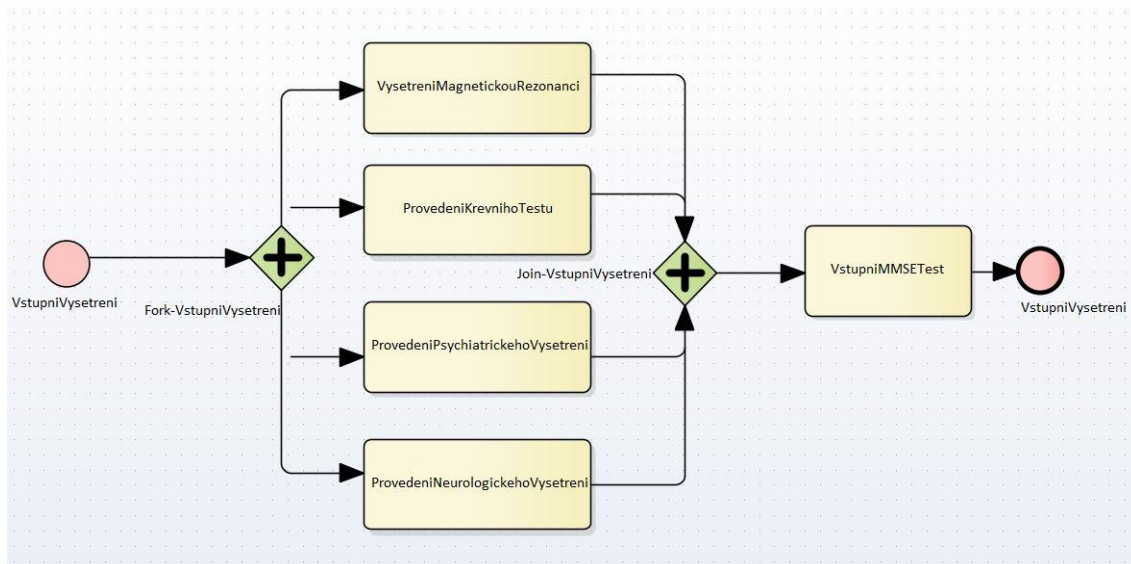 VysetreniMagnetickouRezonanci
ProvedeniKrevnihoTestu
VstupniVysetreni
Fork-VstupniVysetreni
Join-VstupniVysetreni
VstupniMMSETest
VstupniVysetreni
ProvedeniPsychiatrickehoVysetreni
ProvedeniNeurologickehoVysetreni